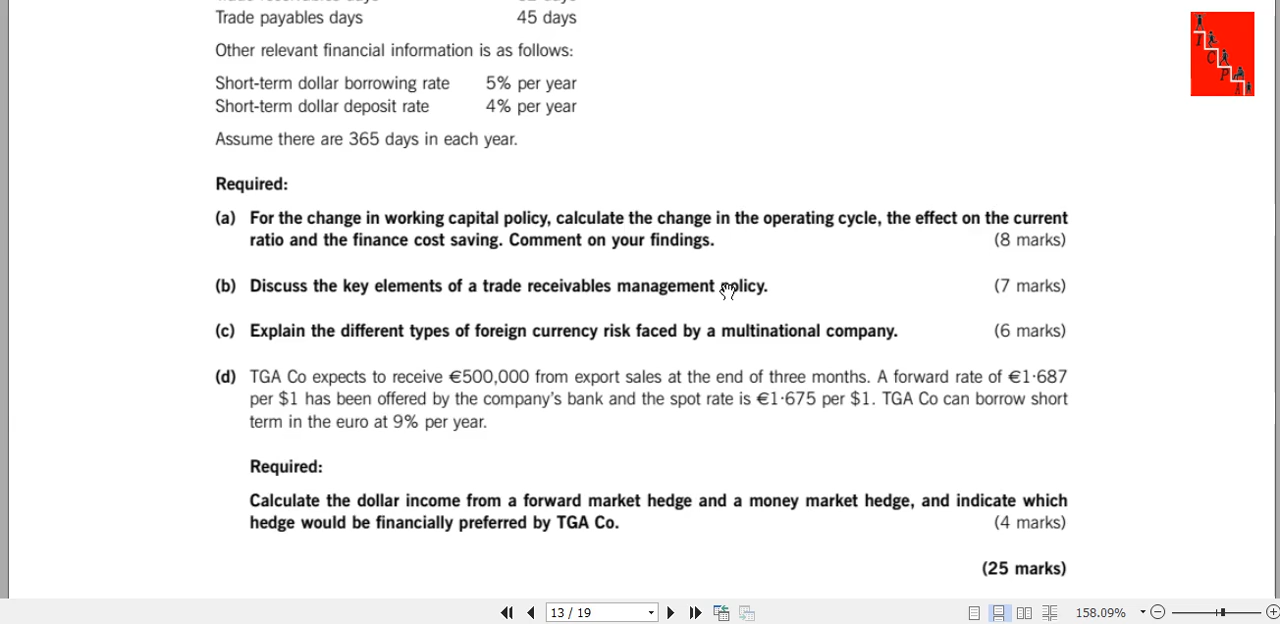 Trade payables days 45 days
Other relevant financial information is as follows:
Short-term dollar borrowing rate 5% per year
Short-term dollar deposit rate 4% per year
Assume there are 365 days in each year.
Required:
(a) For the change in working capital policy, calculate the change in the operating cycle, the effect on the current
ratio and the finance cost saving. Comment on your findings. (8 marks)
(b) Discuss the key elements of a trade receivables management policy. (7 marks)
(c) Explain the different types of foreign currency risk faced by a multinational company. (6 marks)
(d) TGA Co expects to receive €500,000 from export sales at the end of three months. A forward rate of €1·687
per $1 has been offered by the company's bank and the spot rate is €1·675 per $1. TGA Co can borrow short
term in the euro at 9% per year.
Required:
Calculate the dollar income from a forward market hedge and a money market hedge, and indicate which
hedge would be financially preferred by TGA Co. (4 marks)
(25 marks)
13 / 19
158.09%
T
C
P
A